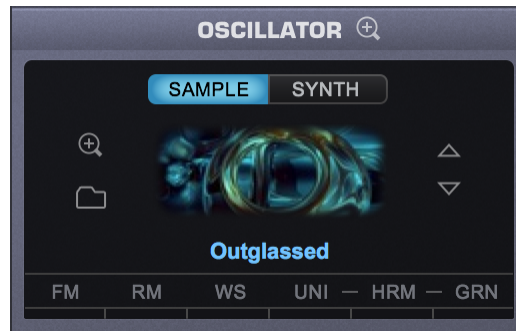 OSCILLATOR
SAMPLE SYNTH
Outglassed
FM RM WS UNI — HRM — GRN